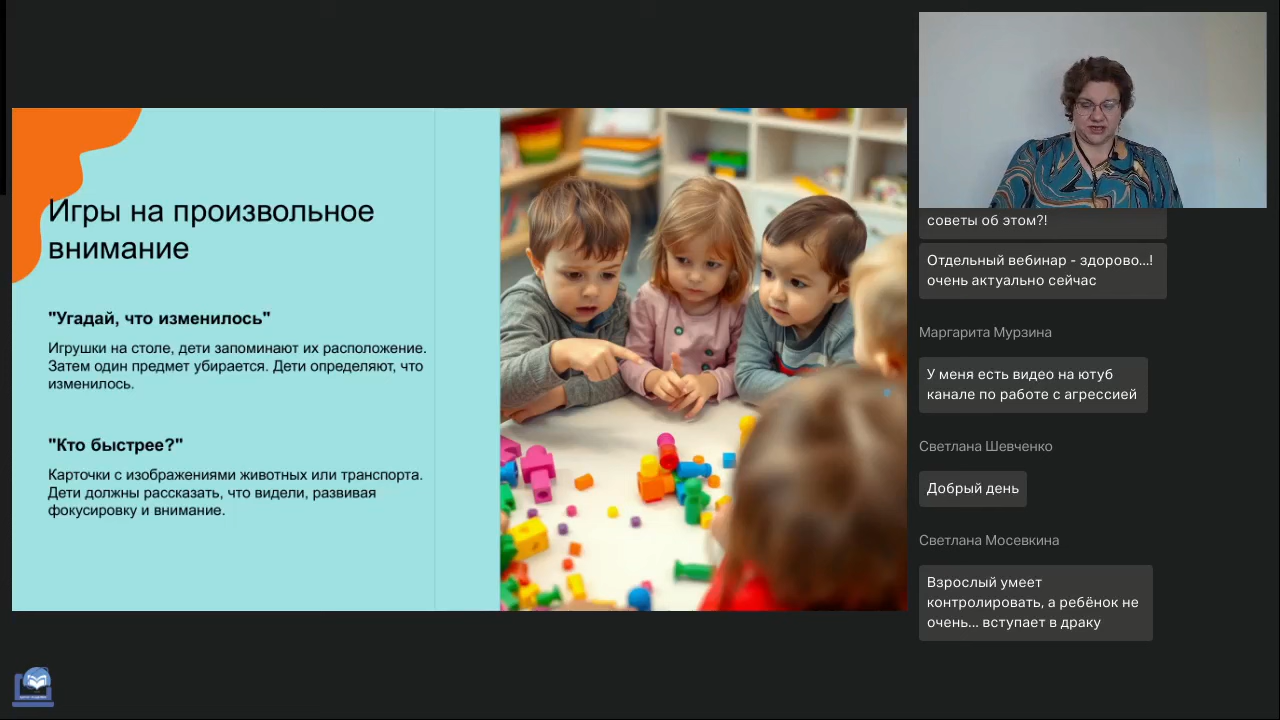 Игры на произвольное
внимание
"Угадай, что изменилось"
Игрушки на столе, дети запоминают их расположение.
Затем один предмет убирается. Дети определяют, что
изменилось.
"Кто быстрее?"
Карточки с изображениями животных или транспорта.
Дети должны рассказать, что видели, развивая
фокусировку и внимание.
советы об этом?!
Отдельный вебинар - здорово...!
очень актуально сейчас
Маргарита Мурзина
У меня есть видео на ютуб
канале по работе с агрессией
Светлана Шевченко
Добрый день
Светлана Мосевкина
Взрослый умеет
контролировать, а ребёнок не
очень... вступает в драку